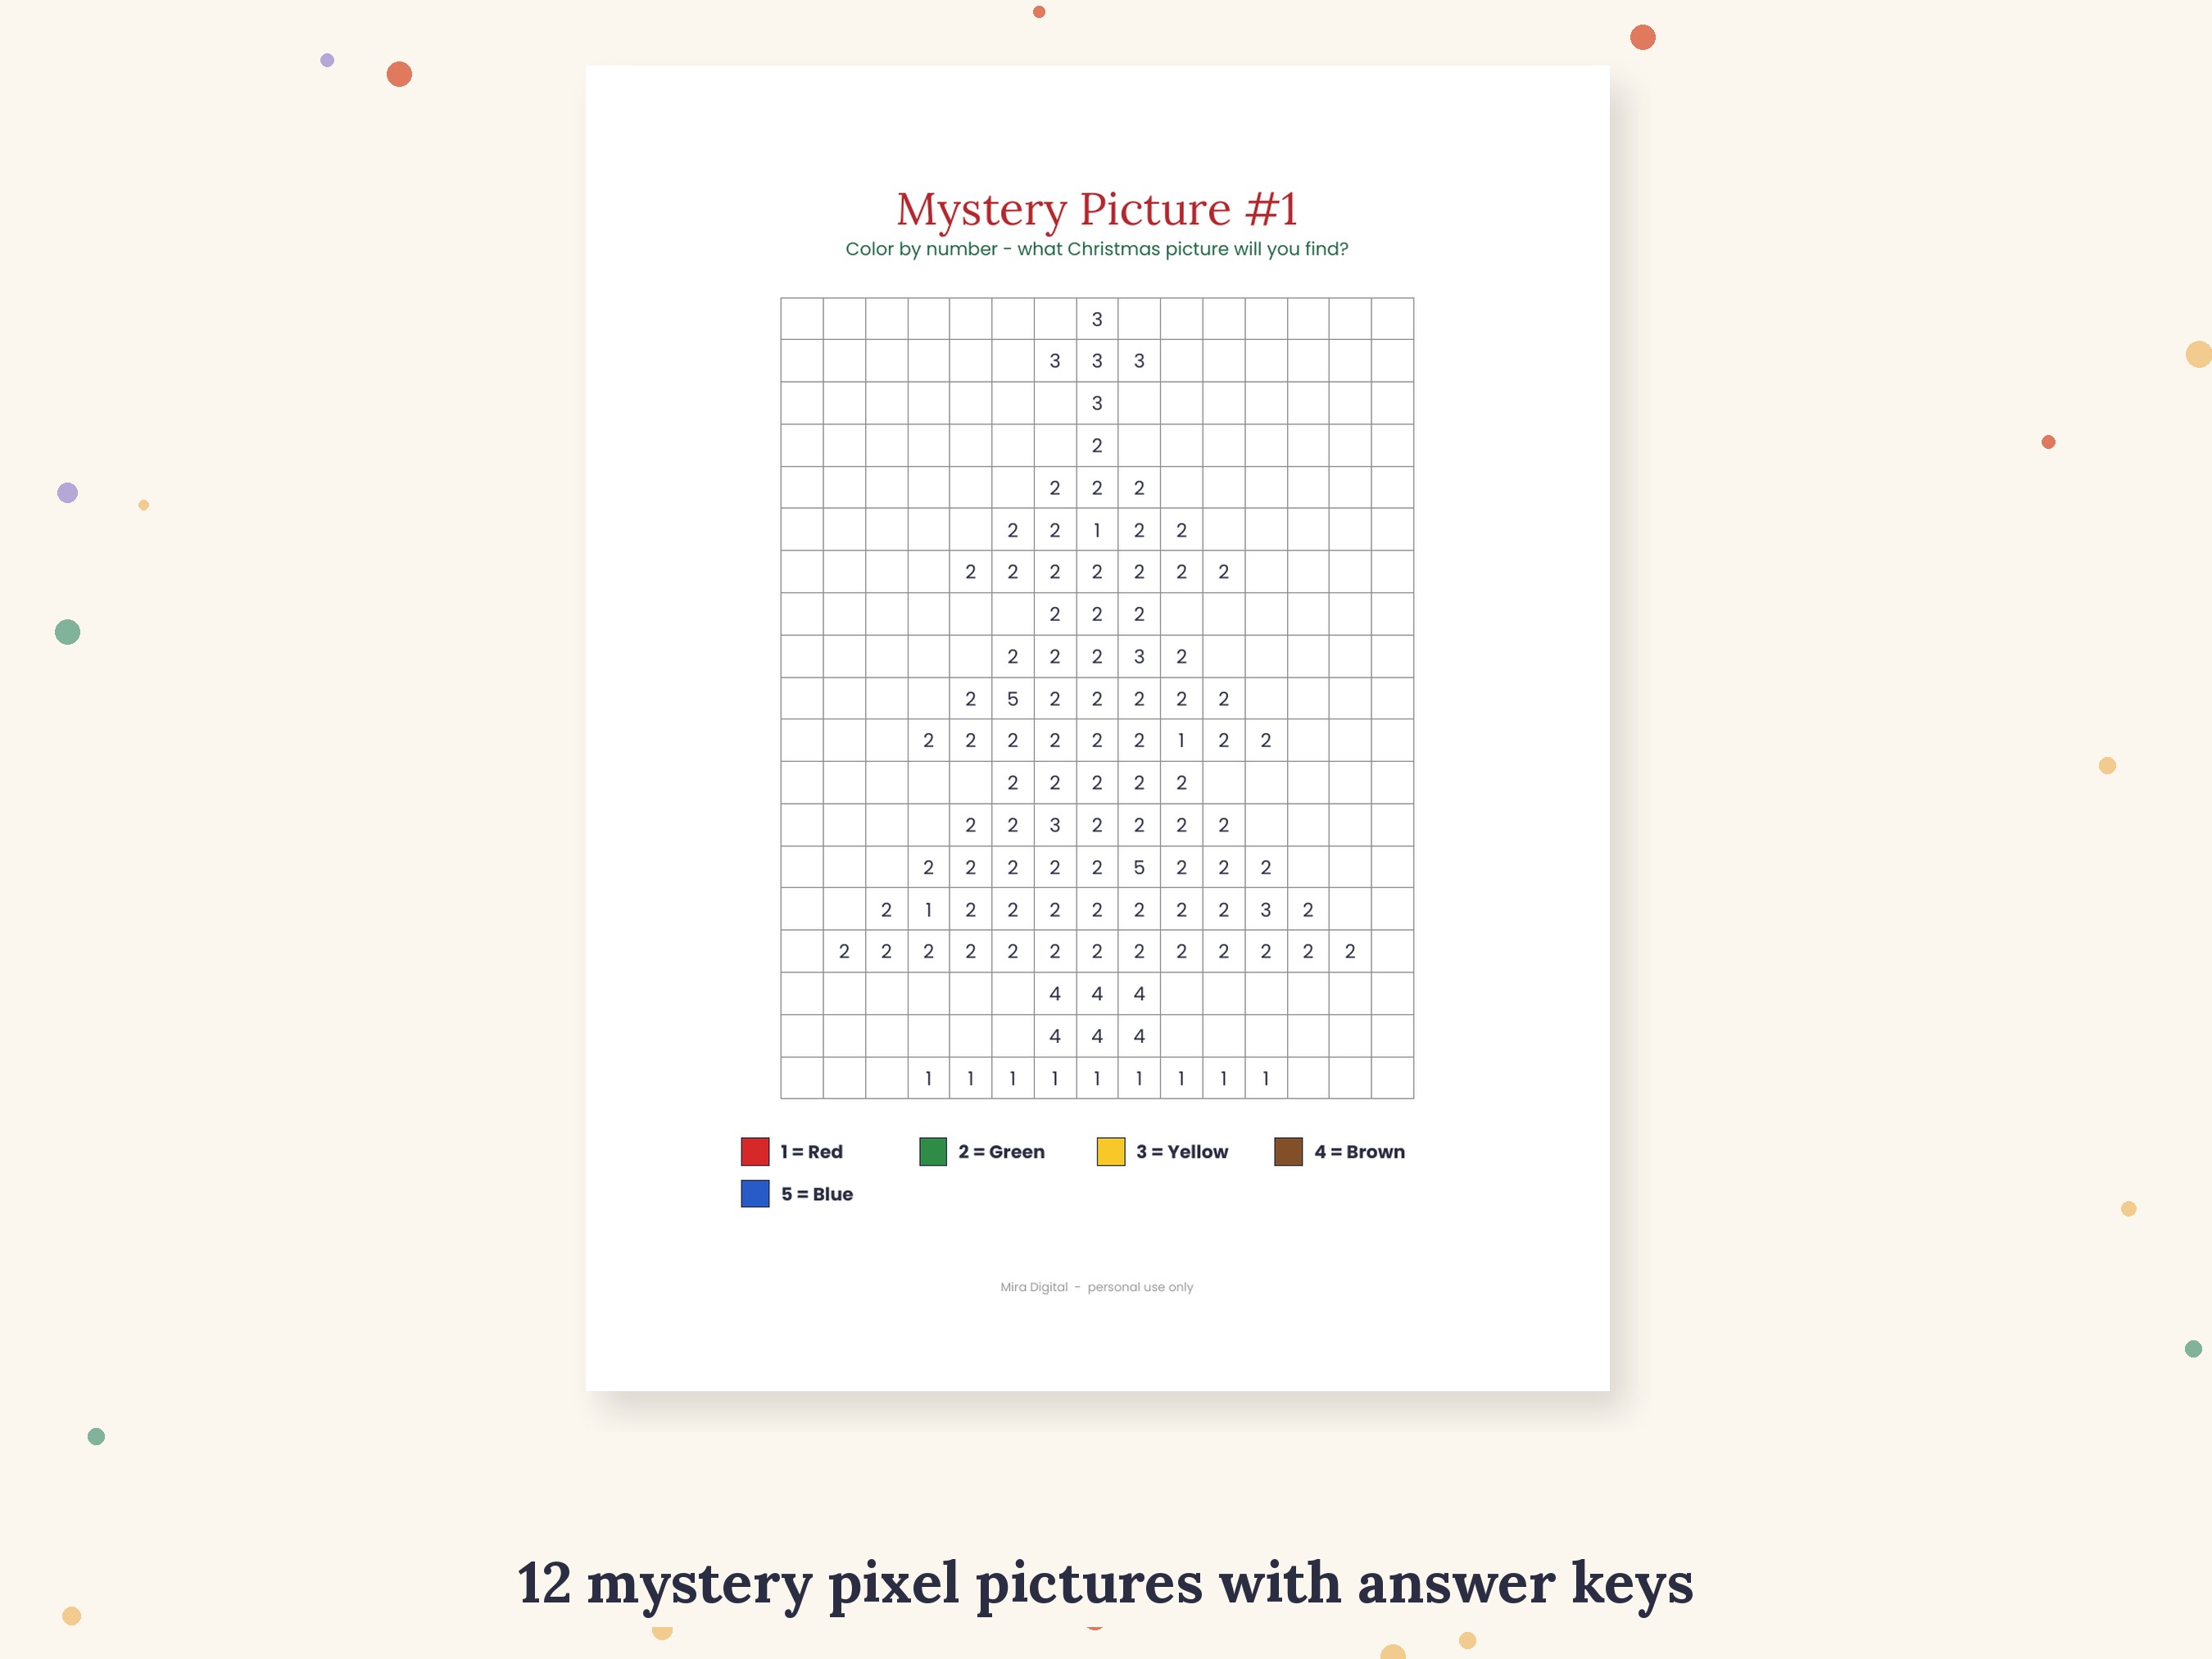 Mystery Picture #1
Color by number - what Christmas picture will you find?
3
3 3 3
3
2
2 2 2
2 2 1 2 2
2 2 2 2 2 2 2
2 2 2
2 2 2 3 2
2 5 2 2 2 2 2
2 2 2 2 2 2 1 2 2
2 2 2 2 2
2 2 3 2 2 2 2
2 2 2 2 2 5 2 2 2
2 1 2 2 2 2 2 2 2 3 2
2 2 2 2 2 2 2 2 2 2 2 2 2
4 4 4
4 4 4
1 1 1 1 1 1 1 1 1
1 = Red 2 = Green 3 = Yellow 4 = Brown
5 = Blue
Mira Digital - personal use only
12 mystery pixel pictures with answer keys